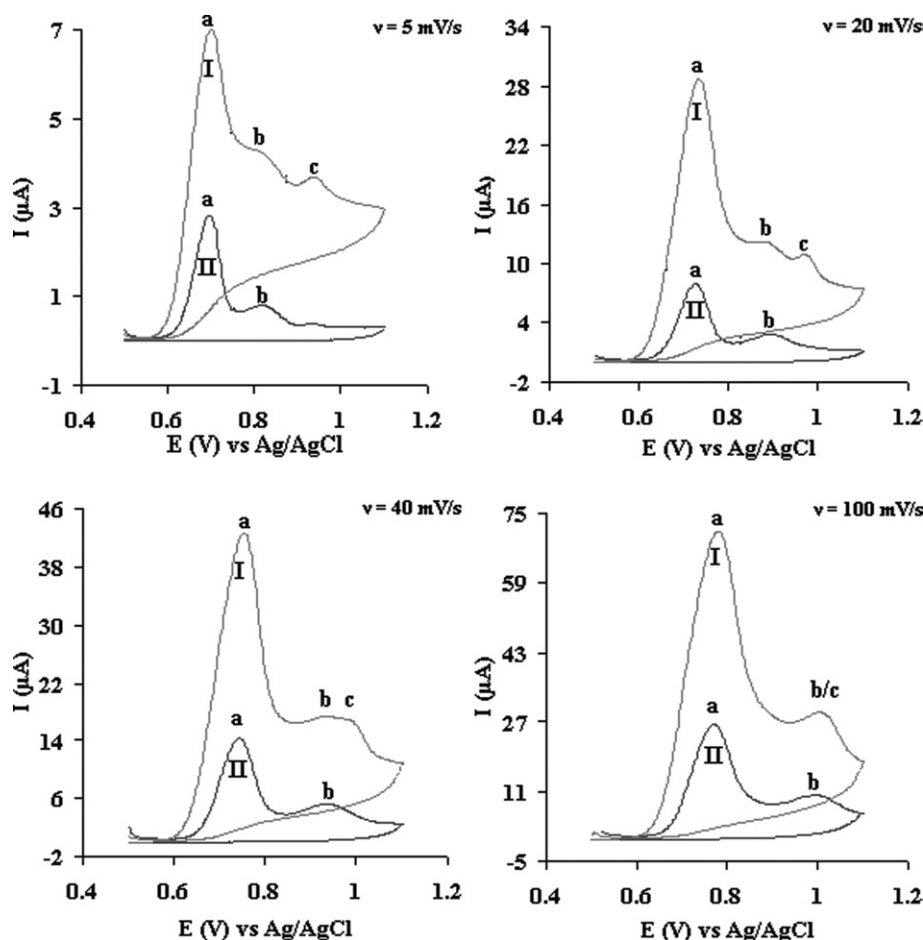 ν = 5 mV/s
7
5
3
1
-1
I (μA)
a
I
b
c
a
II
b
0.4 0.6 0.8 1 1.2
E (V) vs Ag/AgCl
ν = 20 mV/s
34
28
22
16
10
4
-2
I (μA)
a
I
b
c
a
II
b
0.4 0.6 0.8 1 1.2
E (V) vs Ag/AgCl
ν = 40 mV/s
46
38
30
22
14
6
-2
I (μA)
a
I
b c
a
II
b
0.4 0.6 0.8 1 1.2
E (V) vs Ag/AgCl
ν = 100 mV/s
75
59
43
27
11
-5
I (μA)
a
I
b/c
a
II
b
0.4 0.6 0.8 1 1.2
E (V) vs Ag/AgCl